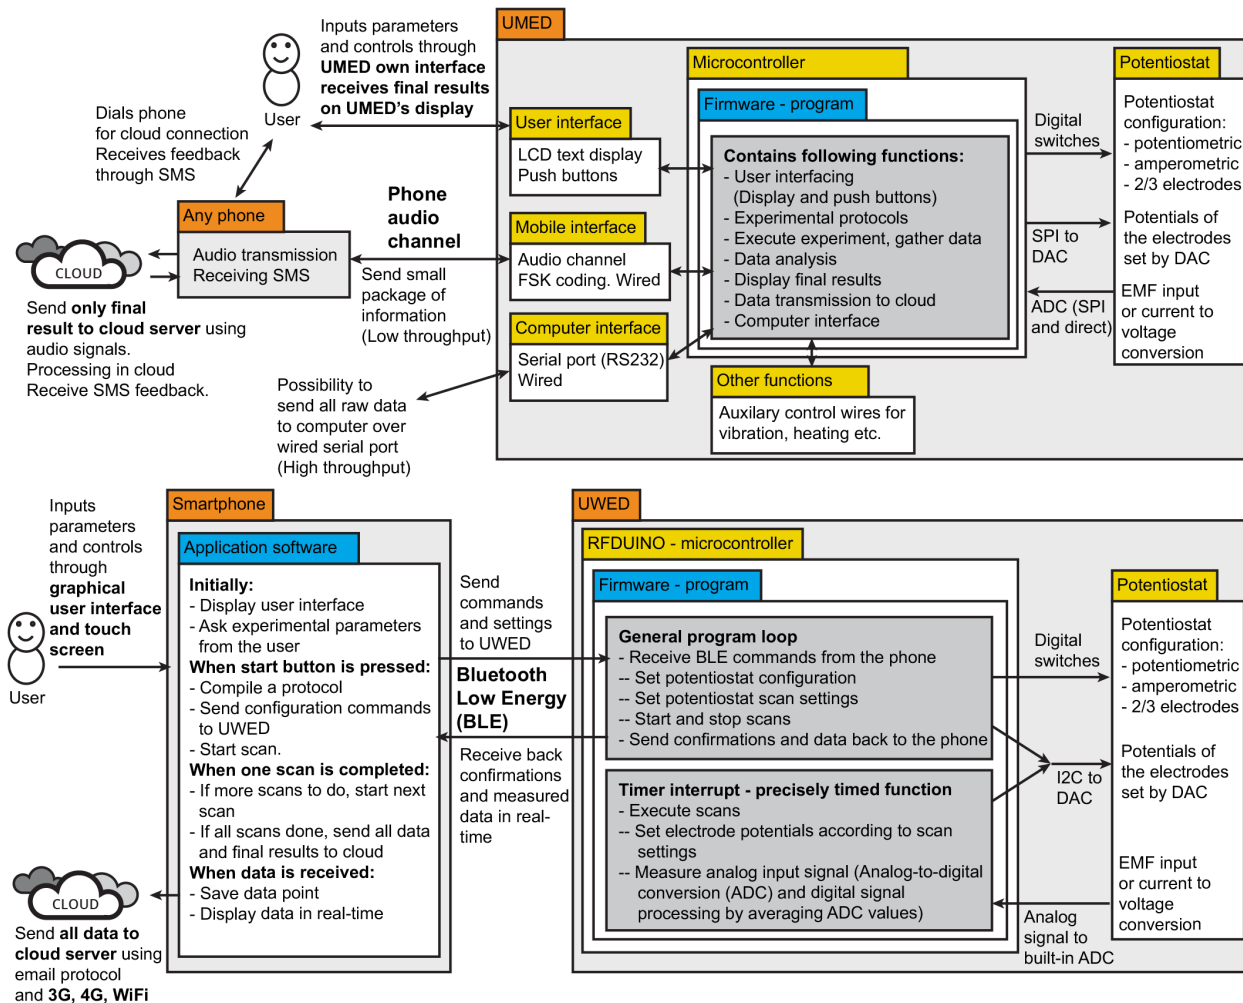 Inputs parameters
and controls through
UMED own interface
receives final results
on UMED's display
User
Dials phone
for cloud connection
Receives feedback
through SMS
Any phone
Audio transmission
Receiving SMS
CLOUD
Send only final
result to cloud server using
audio signals.
Processing in cloud
Receive SMS feedback.
Phone
audio
channel
Send small
package of
information
(Low throughput)
Possibility to
send all raw data
to computer over
wired serial port
(High throughput)
UMED
User interface
LCD text display
Push buttons
Mobile interface
Audio channel
FSK coding. Wired
Computer interface
Serial port (RS232)
Wired
Microcontroller
Firmware - program
Contains following functions:
- User interfacing
(Display and push buttons)
- Experimental protocols
- Execute experiment, gather data
- Data analysis
- Display final results
- Data transmission to cloud
- Computer interface
Other functions
Auxilary control wires for
vibration, heating etc.
Digital
switches
SPI to
DAC
ADC (SPI
and direct)
Potentiostat
Potentiostat
configuration:
- potentiometric
- amperometric
- 2/3 electrodes
Potentials of
the electrodes
set by DAC
EMF input
or current to
voltage
conversion
Inputs
parameters
and controls
through
graphical
user interface
and touch
screen
User
CLOUD
Send all data to
cloud server using
email protocol
and 3G, 4G, WiFi
Smartphone
Application software
Initially:
- Display user interface
- Ask experimental parameters
from the user
When start button is pressed:
- Compile a protocol
- Send configuration commands
to UWED
- Start scan.
When one scan is completed:
- If more scans to do, start next
scan
- If all scans done, send all data
and final results to cloud
When data is received:
- Save data point
- Display data in real-time
Send
commands
and settings
to UWED
Bluetooth
Low Energy
(BLE)
Receive back
confirmations
and measured
data in real-
time
UWED
RFDUINO - microcontroller
Firmware - program
General program loop
- Receive BLE commands from the phone
-- Set potentiostat configuration
-- Set potentiostat scan settings
-- Start and stop scans
- Send confirmations and data back to the phone
Timer interrupt - precisely timed function
- Execute scans
-- Set electrode potentials according to scan
settings
-- Measure analog input signal (Analog-to-digital
conversion (ADC) and digital signal
processing by averaging ADC values)
Digital
switches
I2C to
DAC
Analog
signal to
built-in ADC
Potentiostat
Potentiostat
configuration:
- potentiometric
- amperometric
- 2/3 electrodes
Potentials of
the electrodes
set by DAC
EMF input
or current to
voltage
conversion